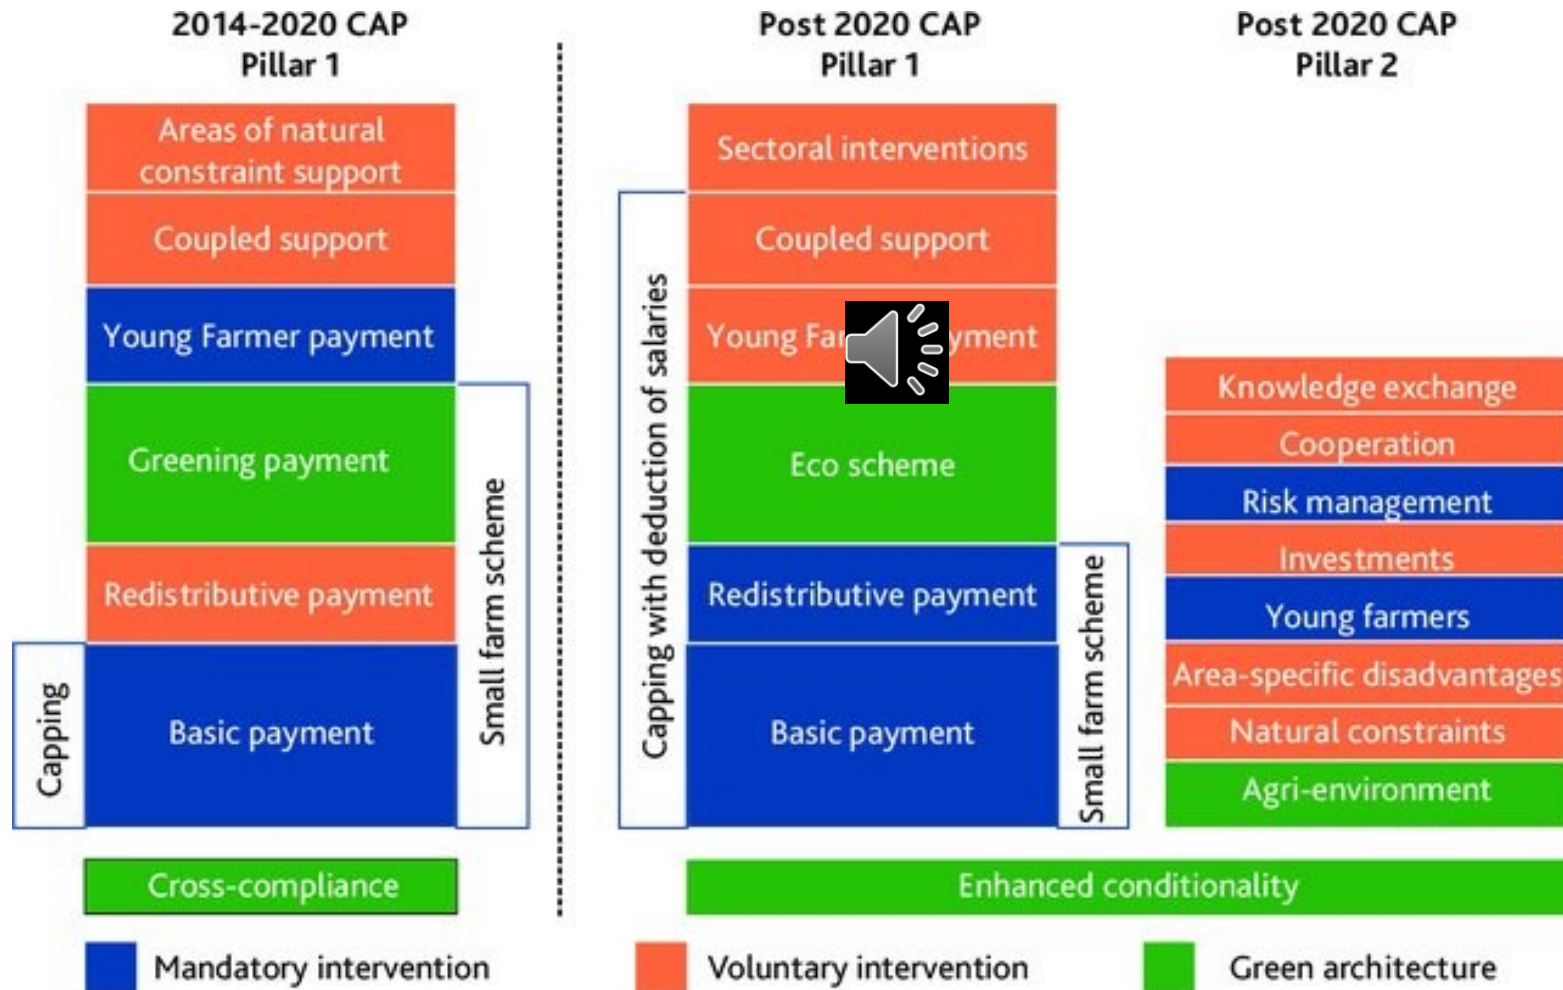 2014-2020 CAP
Pillar 1
Areas of natural
constraint support
Coupled support
Young Farmer payment
Greening payment
Redistributive payment
Basic payment
Capping
Small farm scheme
Cross-compliance
Post 2020 CAP
Pillar 1
Sectoral interventions
Coupled support
Young
Eco scheme
Redistributive payment
Basic payment
Capping with deduction of salaries
Small farm scheme
Post 2020 CAP
Pillar 2
Knowledge exchange
Cooperation
Risk management
Investments
Young farmers
Area-specific disadvantages
Natural constraints
Agri-environment
Enhanced conditionality
Mandatory intervention
Voluntary intervention
Green architecture